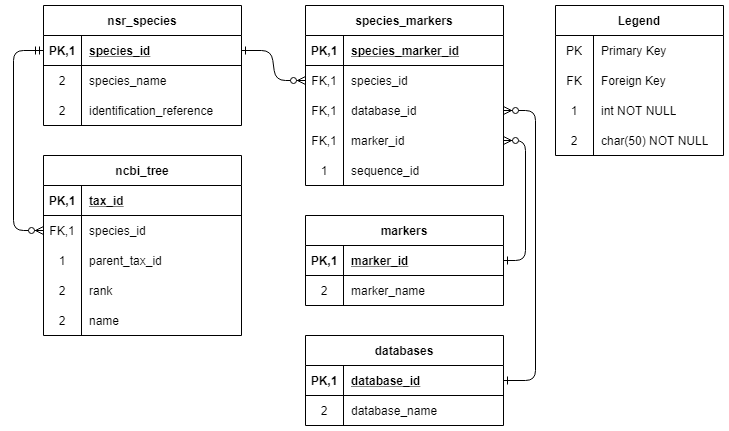 nsr_species
PK,1 species_id
2 species_name
2 identification_reference
ncbi_tree
PK,1 tax_id
FK,1 species_id
1 parent_tax_id
2 rank
2 name
species_markers
PK,1 species_marker_id
FK,1 species_id
FK,1 database_id
FK,1 marker_id
1 sequence_id
markers
PK,1 marker_id
2 marker_name
databases
PK,1 database_id
2 database_name
Legend
PK Primary Key
FK Foreign Key
1 int NOT NULL
2 char(50) NOT NULL